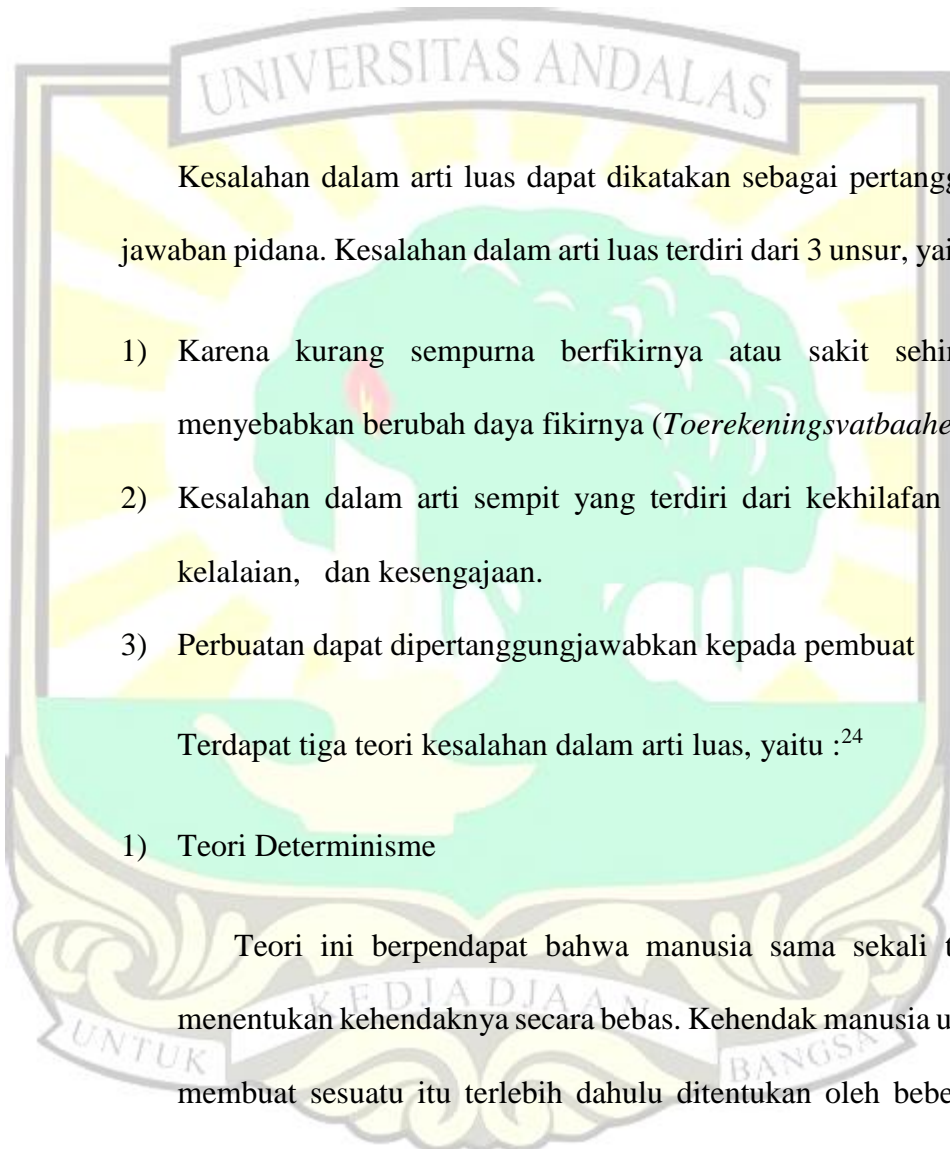 UNIVERSITAS ANDALAS
Kesalahan dalam arti luas dapat dikatakan sebagai pertangg
jawaban pidana. Kesalahan dalam arti luas terdiri dari 3 unsur, yai
1) Karena kurang sempurna berfikirnya atau sakit sehi
menyebabkan berubah daya fikirnya (Toerekeningsvatbaahe
2) Kesalahan dalam arti sempit yang terdiri dari kekhilafan
kelalaian, dan kesengajaan.
3) Perbuatan dapat dipertanggungjawabkan kepada pembuat
Terdapat tiga teori kesalahan dalam arti luas, yaitu :24
1) Teori Determinisme
Teori ini berpendapat bahwa manusia sama sekali t
menentukan kehendaknya secara bebas. Kehendak manusia u
membuat sesuatu itu terlebih dahulu ditentukan oleh bebe
UNTUK KEDJADJAAN BANGSA